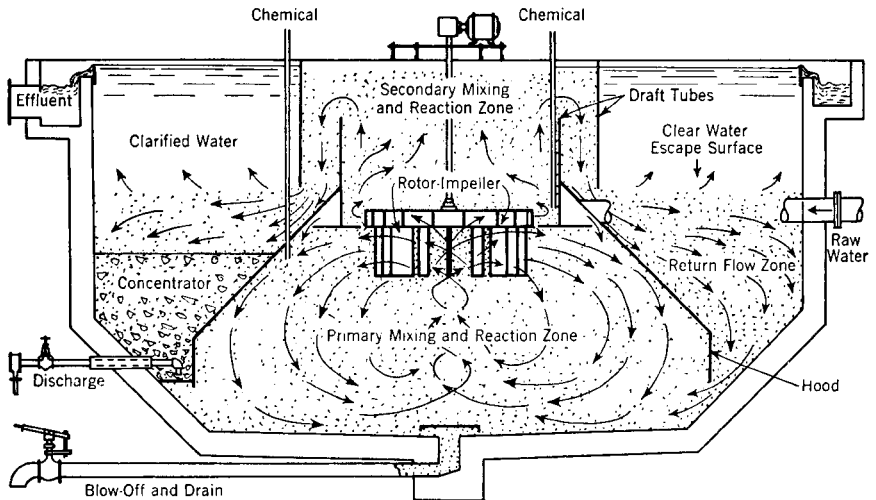 Chemical
Chemical
Effluent
Secondary Mixing
and Reaction Zone
Draft Tubes
Clarified Water
Clear Water
Escape Surface
Rotor-Impeller
Raw
Water
Concentrator
Return Flow Zone
Primary Mixing and Reaction Zone
Discharge
Hood
Blow-Off and Drain